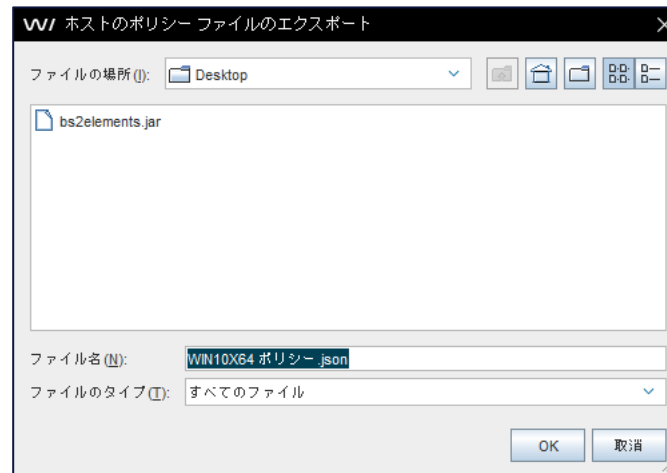 W/ ホストのポリシー ファイルのエクスポート
ファイルの場所(I): Desktop
bs2elements.jar
ファイル名(N): WIN10X64 ポリシー.json
ファイルのタイプ(T): すべてのファイル
OK 取消